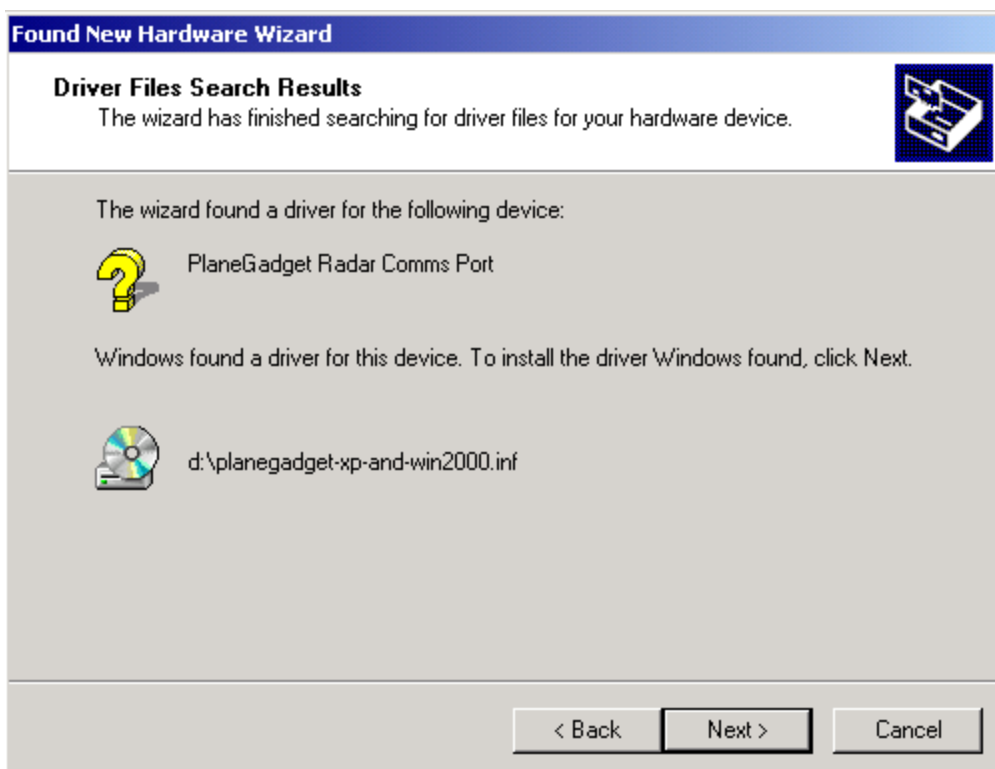 Found New Hardware Wizard
Driver Files Search Results
The wizard has finished searching for driver files for your hardware device.
The wizard found a driver for the following device:
PlaneGadget Radar Comms Port
Windows found a driver for this device. To install the driver Windows found, click Next.
d:\planegadget-xp-and-win2000.inf
< Back Next > Cancel